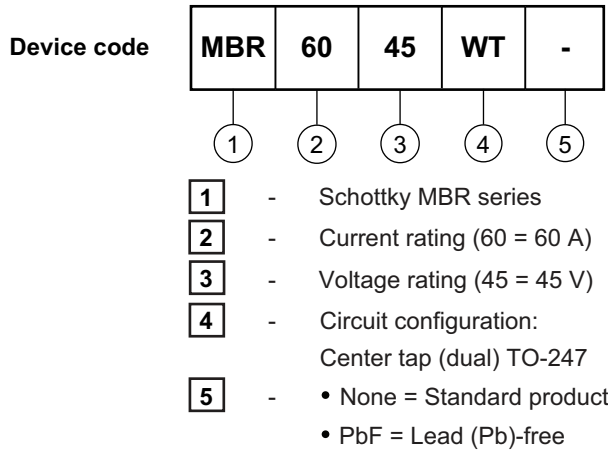 Device code MBR 60 45 WT -
1 2 3 4 5
1 - Schottky MBR series
2 - Current rating (60 = 60 A)
3 - Voltage rating (45 = 45 V)
4 - Circuit configuration:
Center tap (dual) TO-247
5 - • None = Standard product
• PbF = Lead (Pb)-free